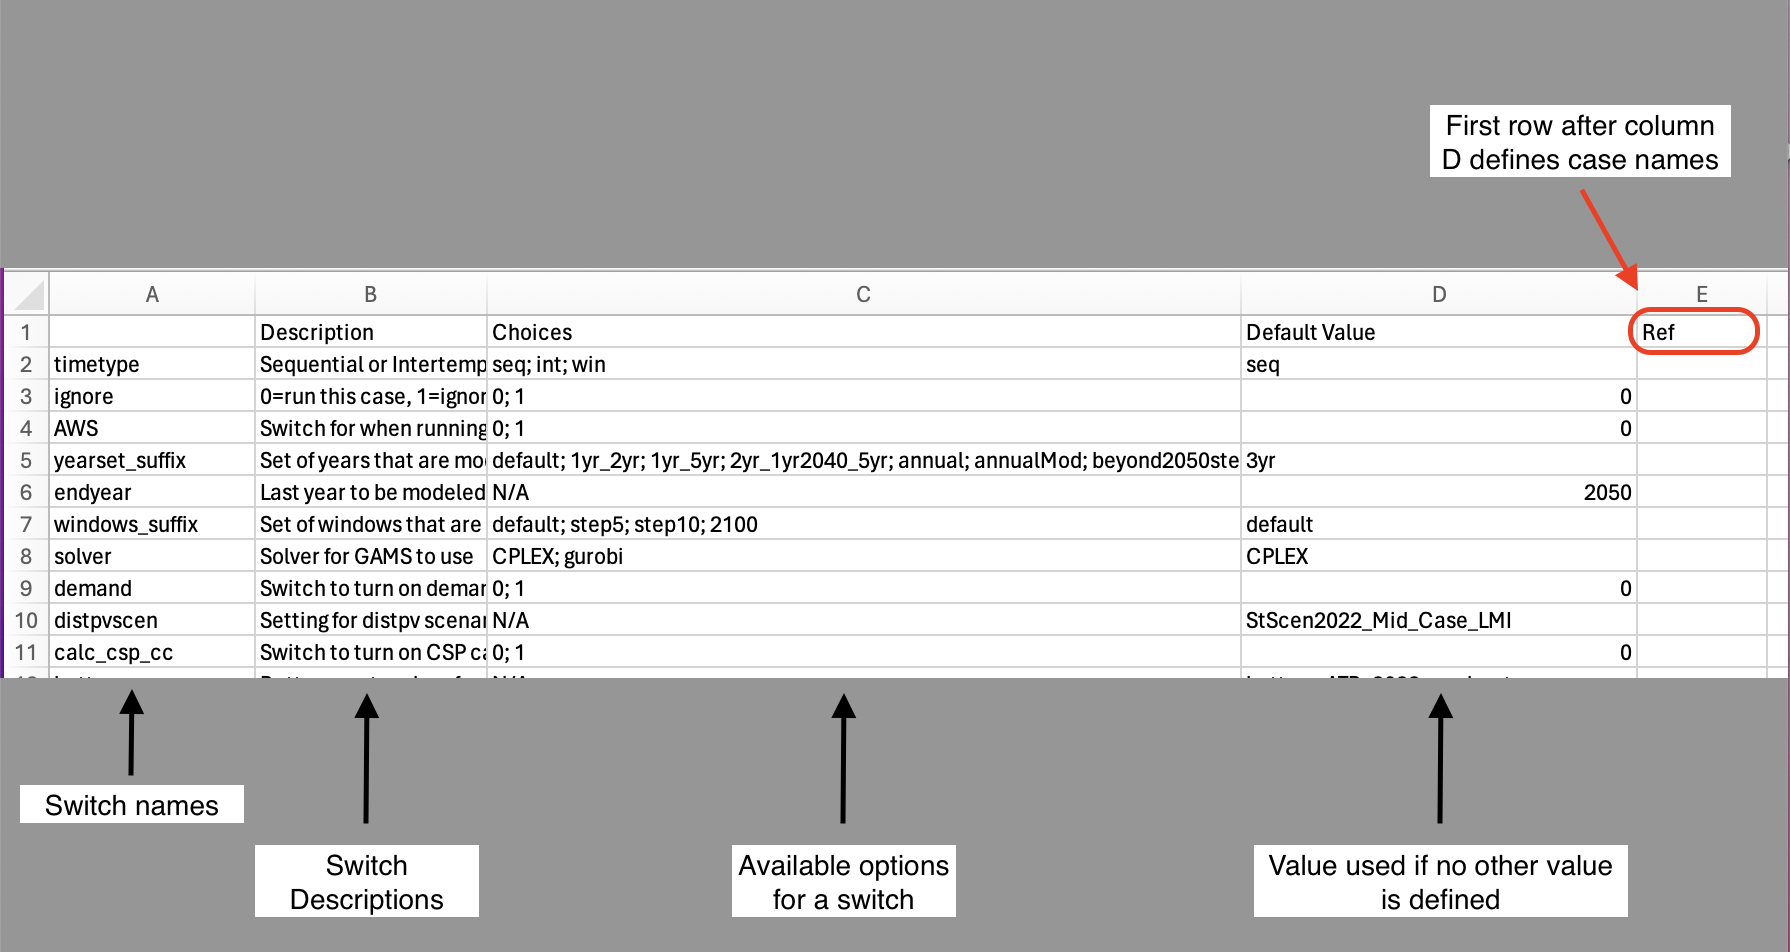 First row after column
D defines case names
A B C D E
1 Description Choices Default Value Ref
2 timetype Sequential or Intertemp seq; int; win seq
3 ignore 0=run this case, 1=ignor 0; 1 0
4 AWS Switch for when running 0; 1 0
5 yearset_suffix Set of years that are mo default; 1yr_2yr; 1yr_5yr; 2yr_1yr2040_5yr; annual; annualMod; beyond2050ste 3yr
6 endyear Last year to be modeled N/A 2050
7 windows_suffix Set of windows that are default; step5; step10; 2100 default
8 solver Solver for GAMS to use CPLEX; gurobi CPLEX
9 demand Switch to turn on demar 0; 1 0
10 distpvscen Setting for distpv scenar N/A StScen2022_Mid_Case_LMI
11 calc_csp_cc Switch to turn on CSP ca 0; 1 0
Switch names
Switch
Descriptions
Available options
for a switch
Value used if no other value
is defined